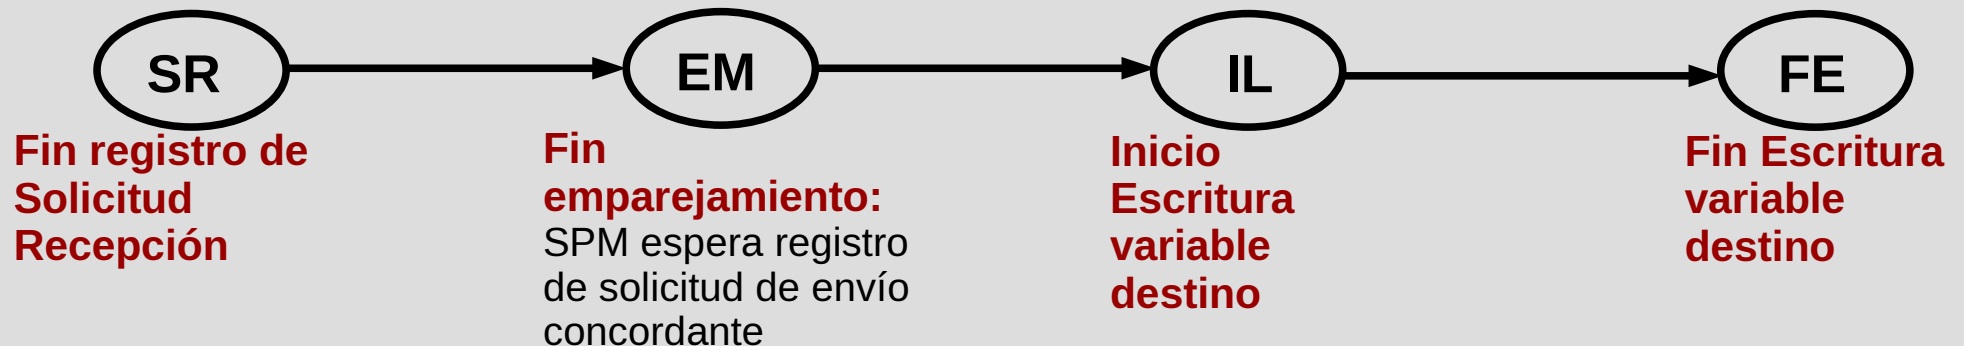 SR
EM
IL
FE
Fin registro de
Solicitud
Recepción
Fin
emparejamiento:
SPM espera registro
de solicitud de envío
concordante
Inicio
Escritura
variable
destino
Fin Escritura
variable
destino